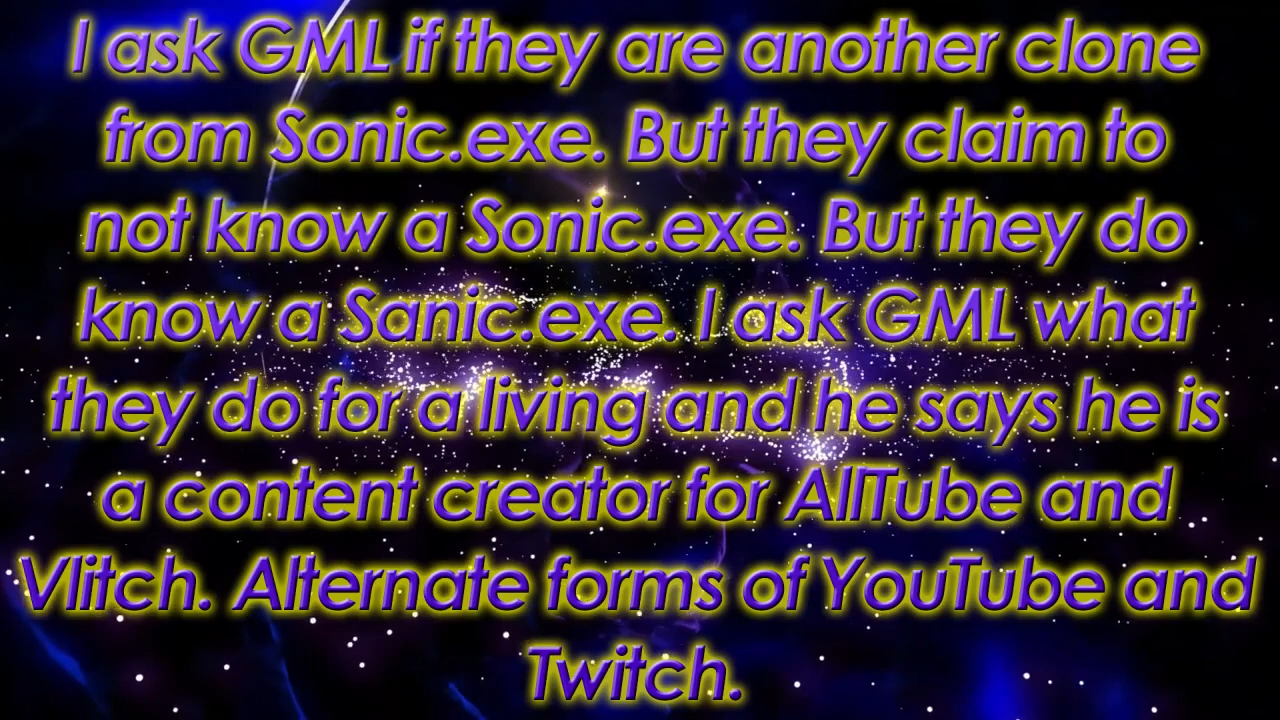 I ask GML if they are another clone
from Sonic.exe. But they claim to
not know a Sonic.exe. But they do
know a Sanic.exe. I ask GML what
they do for a living and he says he is
a content creator for AllTube and
Vlitch. Alternate forms of YouTube and
Twitch.